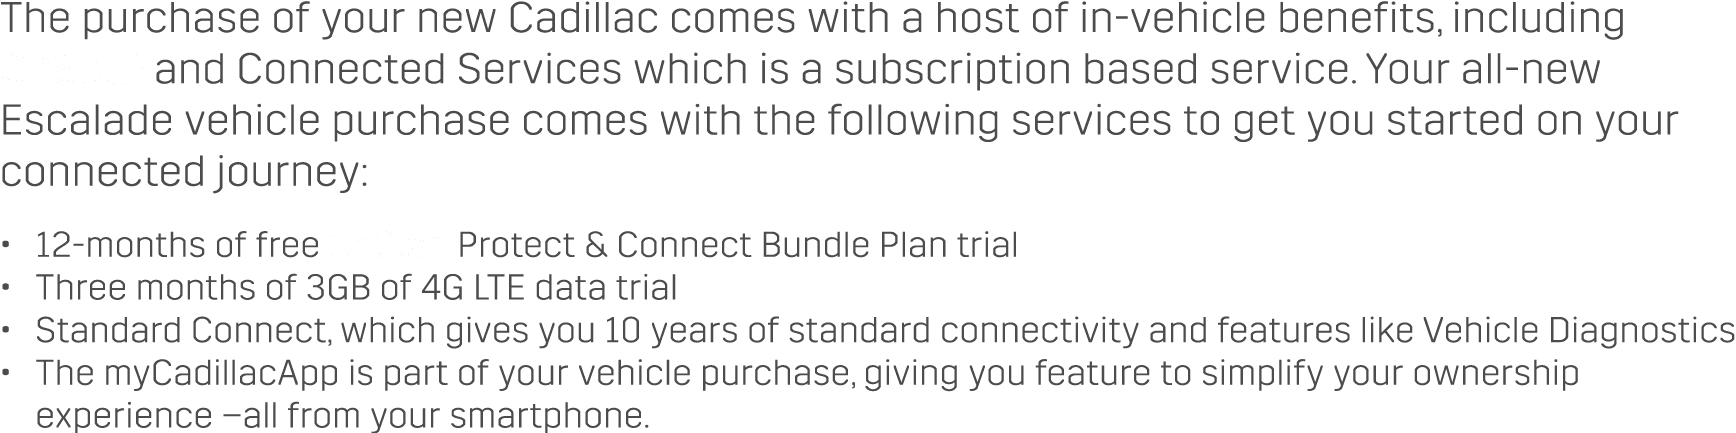 The purchase of your new Cadillac comes with a host of in-vehicle benefits, including
and Connected Services which is a subscription based service. Your all-new
Escalade vehicle purchase comes with the following services to get you started on your
connected journey:
• 12-months of free Protect & Connect Bundle Plan trial
• Three months of 3GB of 4G LTE data trial
• Standard Connect, which gives you 10 years of standard connectivity and features like Vehicle Diagnostics
• The myCadillacApp is part of your vehicle purchase, giving you feature to simplify your ownership
experience —all from your smartphone.